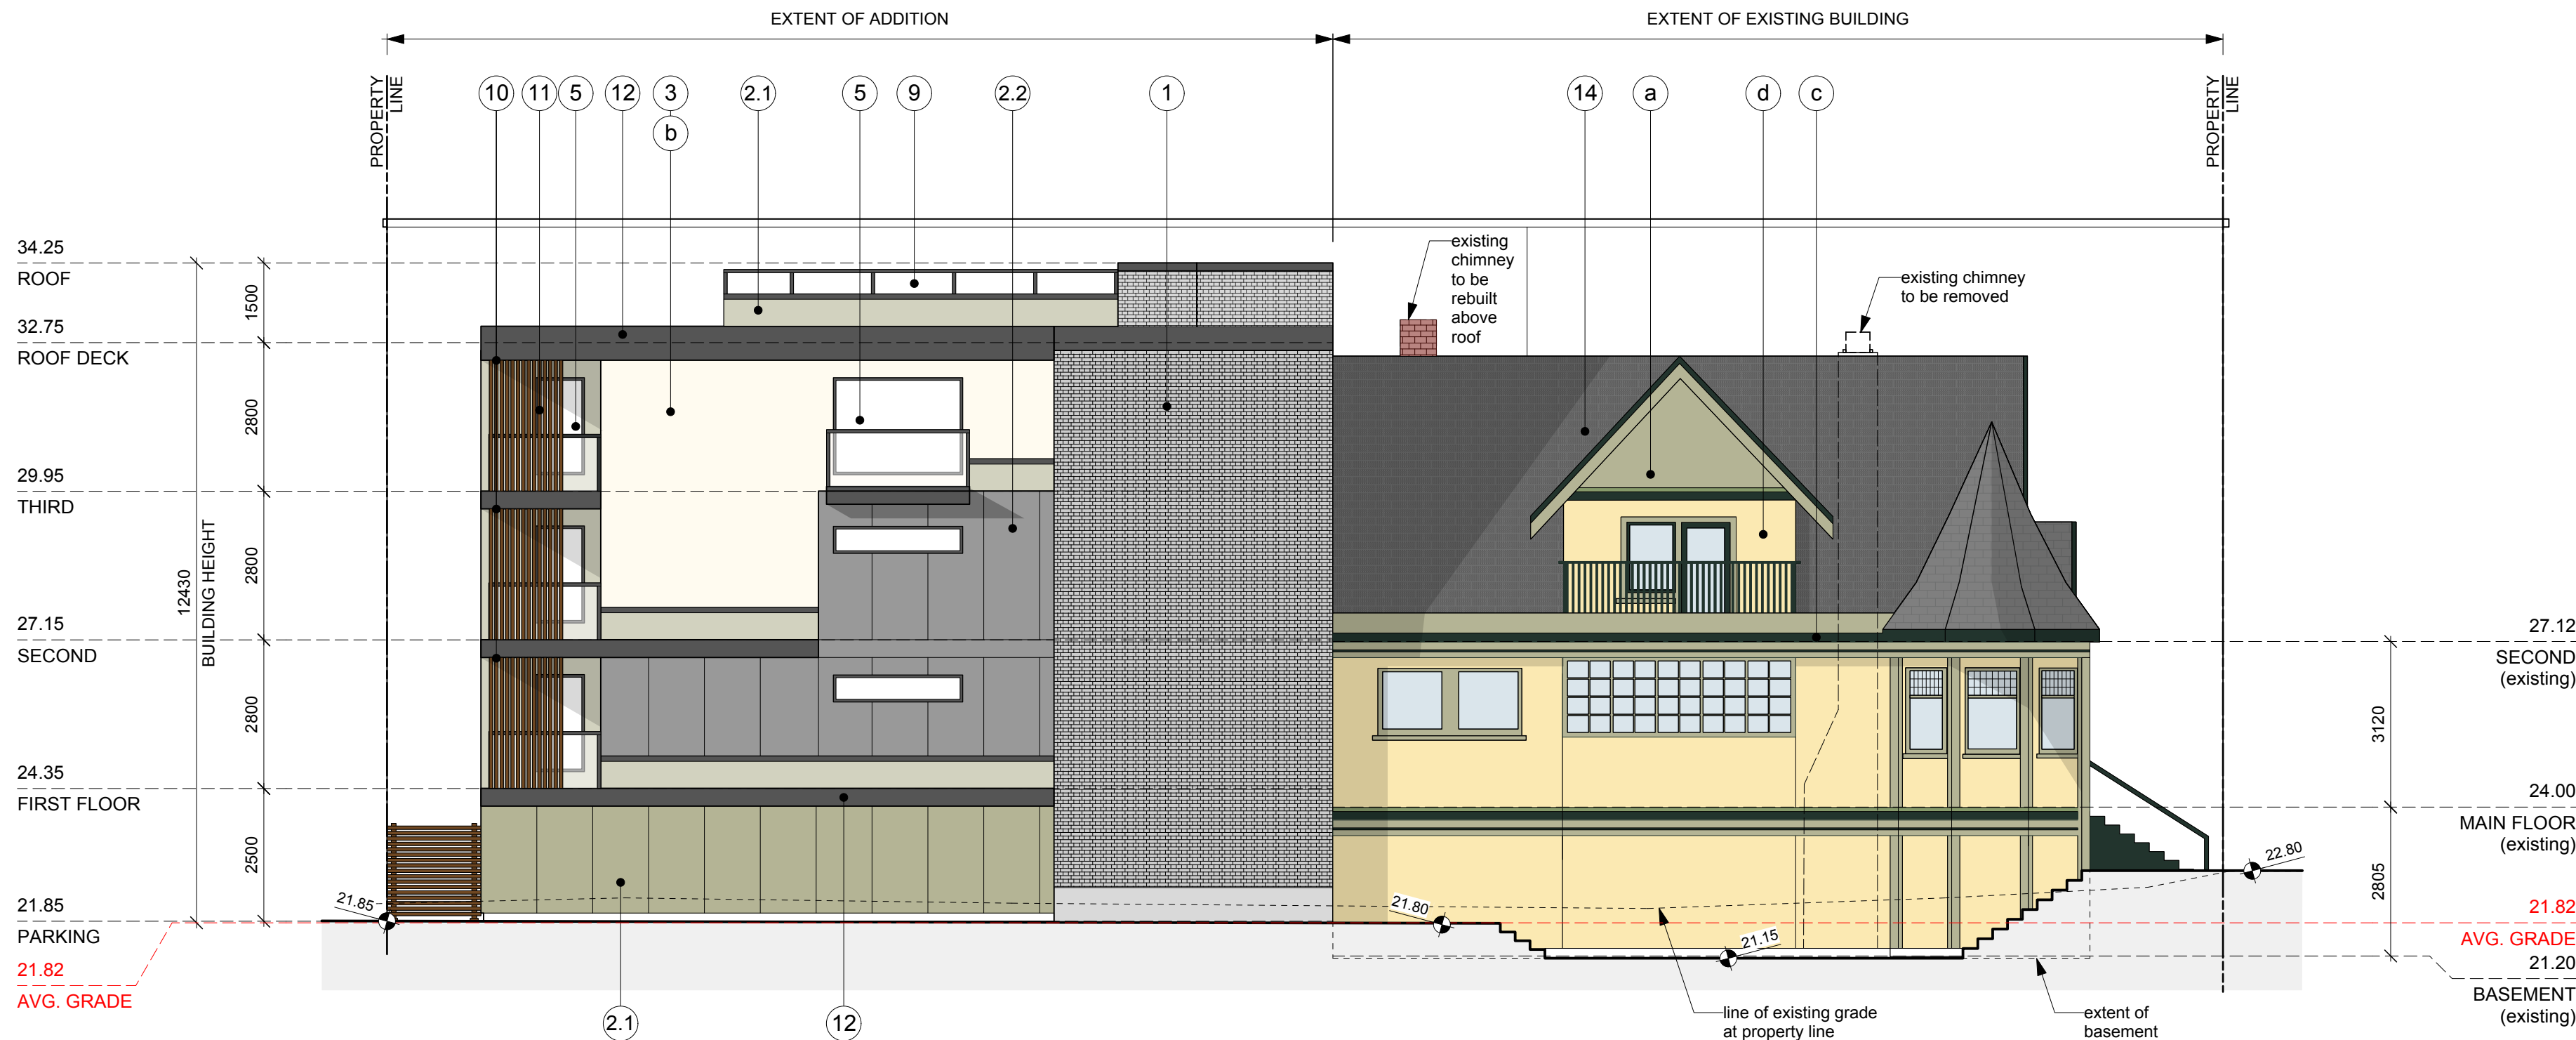 EXTENT OF ADDITION
EXTENT OF EXISTING BUILDING
PROPERTY
LINE
10
11
5
12
3
b
2.1
5
9
2.2
1
14
a
d
c
PROPERTY
LINE
34.25
ROOF
32.75
ROOF DECK
29.95
THIRD
27.15
SECOND
24.35
FIRST FLOOR
21.85
PARKING
21.82
AVG. GRADE
12430
BUILDING HEIGHT
1500
2800
2800
2800
2500
existing
chimney
to be
rebuilt
above
roof
existing chimney
to be removed
27.12
SECOND
(existing)
3120
24.00
MAIN FLOOR
(existing)
2805
21.82
AVG. GRADE
21.20
BASEMENT
(existing)
21.85
21.80
21.15
22.80
2.1
12
line of existing grade
at property line
extent of
basement